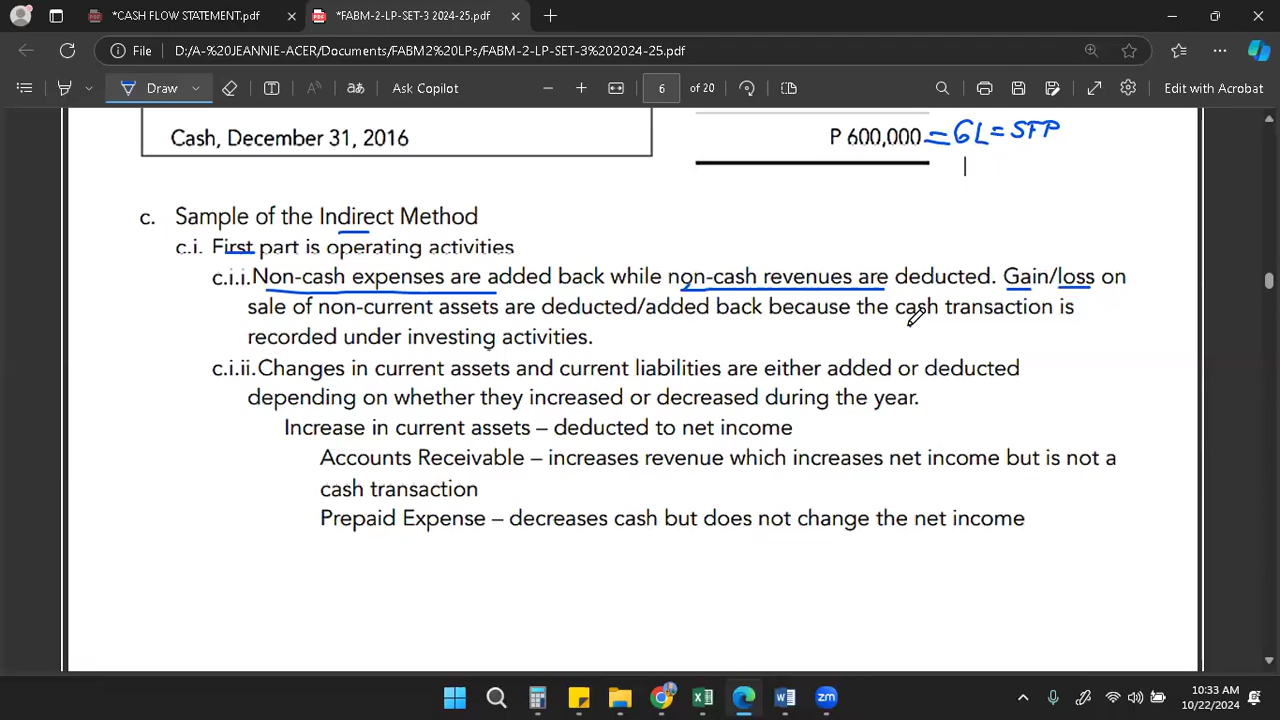 *CASH FLOW STATEMENT.pdf
*FABM-2-LP-SET-3 2024-25.pdf
File D:/A-%20JEANNIE-ACER/Documents/FABM2%20LPs/FABM-2-LP-SET-3%202024-25.pdf
Draw Ask Copilot 6 of 20 Edit with Acrobat
Cash, December 31, 2016 P 600,000 = GL = SFP
c. Sample of the Indirect Method
c.i. First part is operating activities
c.i.i.Non-cash expenses are added back while non-cash revenues are deducted. Gain/loss on
sale of non-current assets are deducted/added back because the cash transaction is
recorded under investing activities.
c.i.ii.Changes in current assets and current liabilities are either added or deducted
depending on whether they increased or decreased during the year.
Increase in current assets – deducted to net income
Accounts Receivable – increases revenue which increases net income but is not a
cash transaction
Prepaid Expense – decreases cash but does not change the net income
10:33 AM
10/22/2024